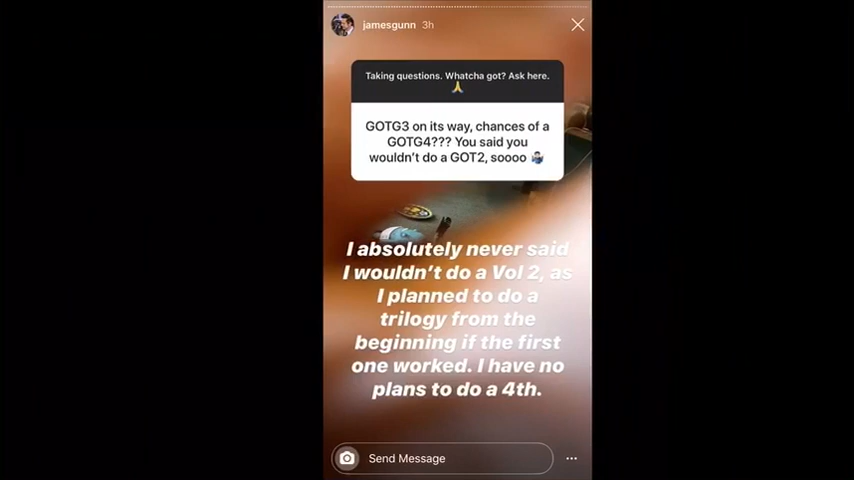 jamesgunn 3h
Taking questions. Whatcha got? Ask here.
🙏
GOTG3 on its way, chances of a
GOTG4??? You said you
wouldn't do a GOT2, soooo 🤷🏻‍♂️
I absolutely never said
I wouldn't do a Vol 2, as
I planned to do a
trilogy from the
beginning if the first
one worked. I have no
plans to do a 4th.
Send Message